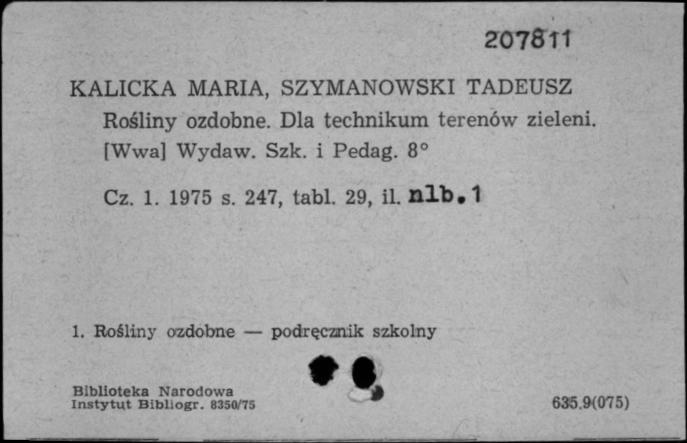 207811
KALICKA MARIA, SZYMANOWSKI TADEUSZ
Rośliny ozdobne. Dla technikum terenów zieleni.
[Wwa] Wydaw. Szk. i Pedag. 8°
Cz. 1. 1975 s. 247, tabl. 29, il. nlb.1
1. Rośliny ozdobne — podręcznik szkolny
Biblioteka Narodowa
Instytut Bibliogr. 8350/75
635.9(075)